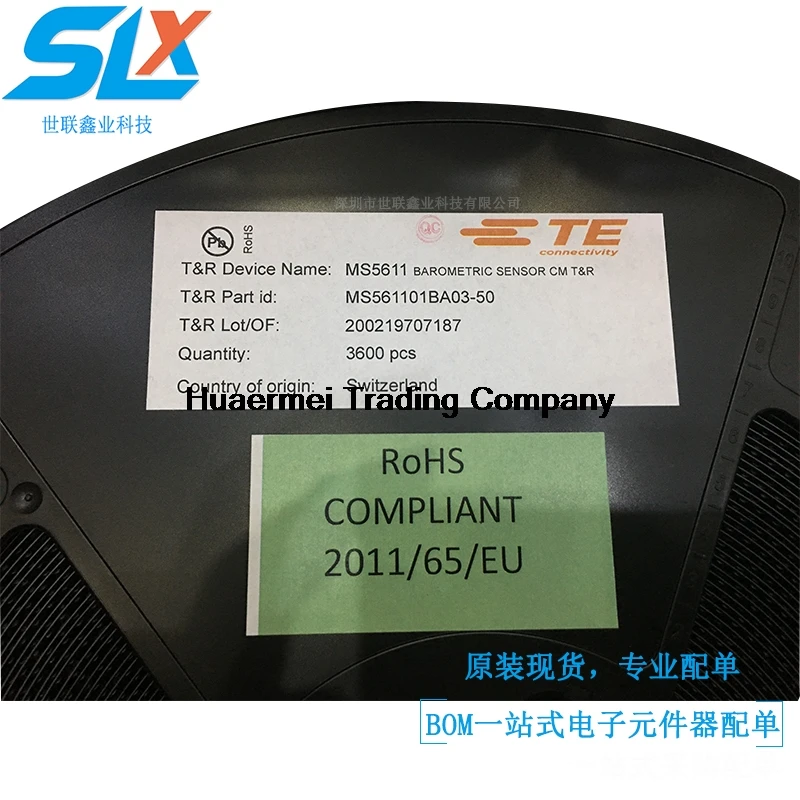 SLX
世联鑫业科技
深圳市世联鑫业科技有限公司
Pb
RoHS
QC
TE
connectivity
T&R Device Name: MS5611 BAROMETRIC SENSOR CM T&R
T&R Part id: MS561101BA03-50
T&R Lot/OF: 200219707187
Quantity: 3600 pcs
Country of origin: Switzerland
Huaermei Trading Company
RoHS
COMPLIANT
2011/65/EU
原装现货，专业配单
BOM一站式电子元件器配单